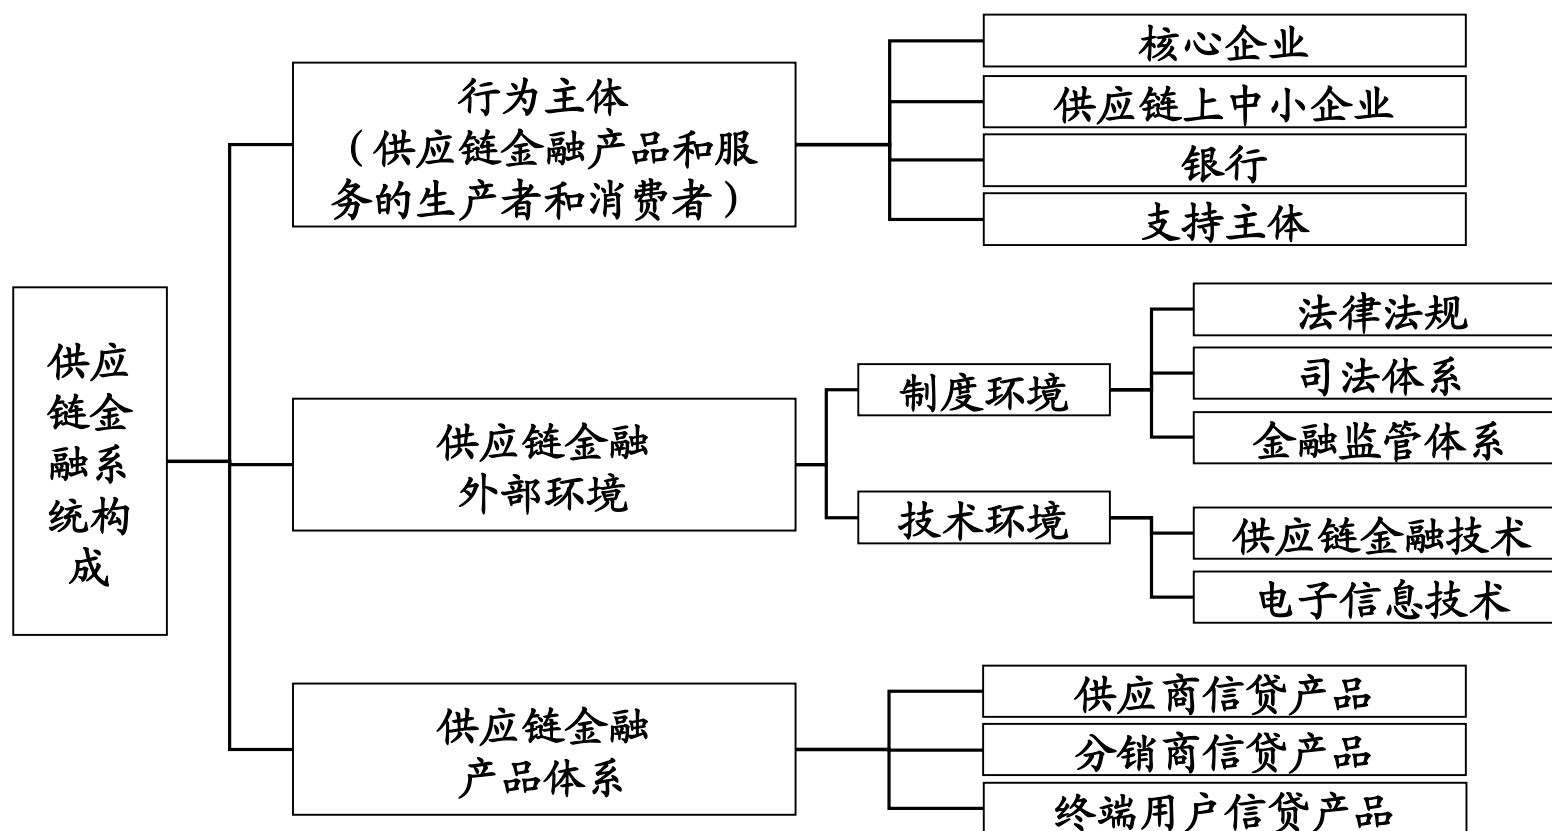 供应
链金
融系
统构
成
行为主体
（供应链金融产品和服
务的生产者和消费者）
核心企业
供应链上中小企业
银行
支持主体
供应链金融
外部环境
制度环境
法律法规
司法体系
金融监管体系
技术环境
供应链金融技术
电子信息技术
供应链金融
产品体系
供应商信贷产品
分销商信贷产品
终端用户信贷产品